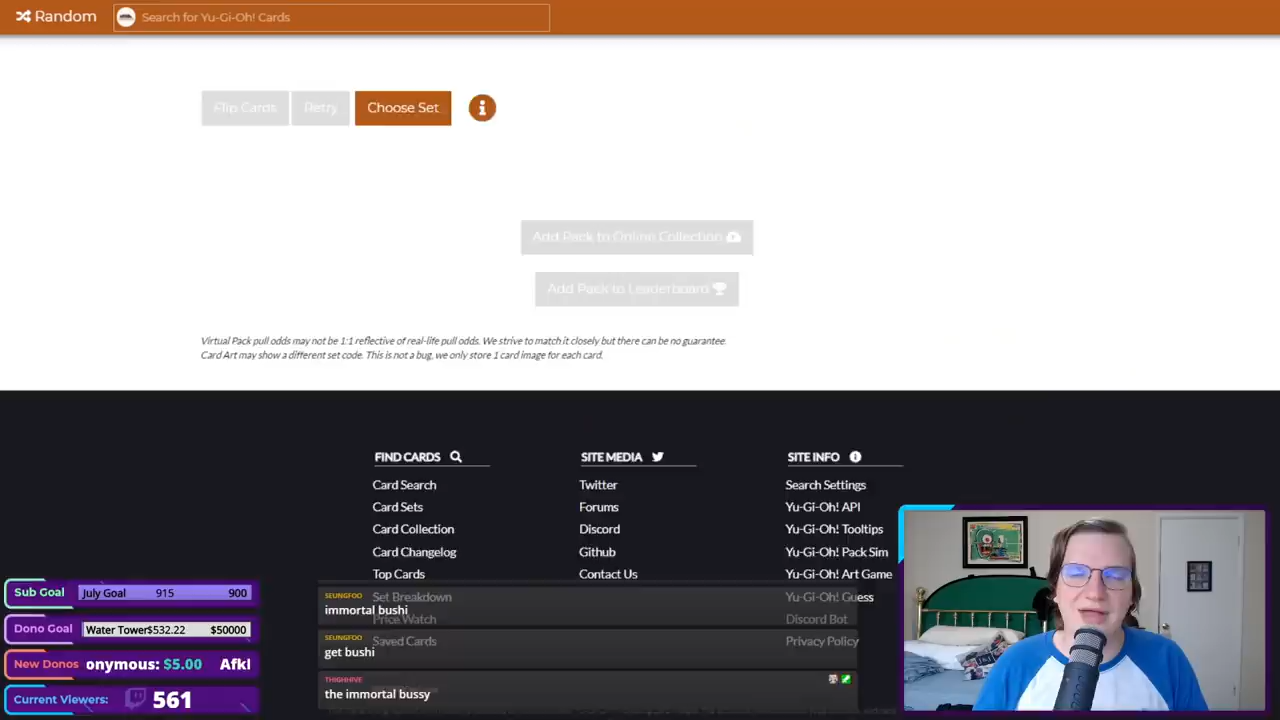 Random
Search for Yu-Gi-Oh! Cards
Flip Cards
Retry
Choose Set
Add Pack to Online Collection
Add Pack to Leaderboard
Virtual Pack pull odds may not be 1:1 reflective of real-life pull odds. We strive to match it closely but there can be no guarantee.
Card Art may show a different set code. This is not a bug, we only store 1 card image for each card.
FIND CARDS
Card Search
Card Sets
Card Collection
Card Changelog
Top Cards
Set Breakdown
Price Watch
Saved Cards
SITE MEDIA
Twitter
Forums
Discord
Github
Contact Us
SITE INFO
Search Settings
Yu-Gi-Oh! API
Yu-Gi-Oh! Tooltips
Yu-Gi-Oh! Pack Sim
Yu-Gi-Oh! Art Game
Yu-Gi-Oh! Guess
Discord Bot
Privacy Policy
Sub Goal July Goal 915 900
Dono Goal Water Tower$532.22 $50000
New Donos onymous: $5.00 Afkl
Current Viewers: 561
SEUNGFOO
immortal bushi
SEUNGFOO
get bushi
THIGHHIVE
the immortal bussy